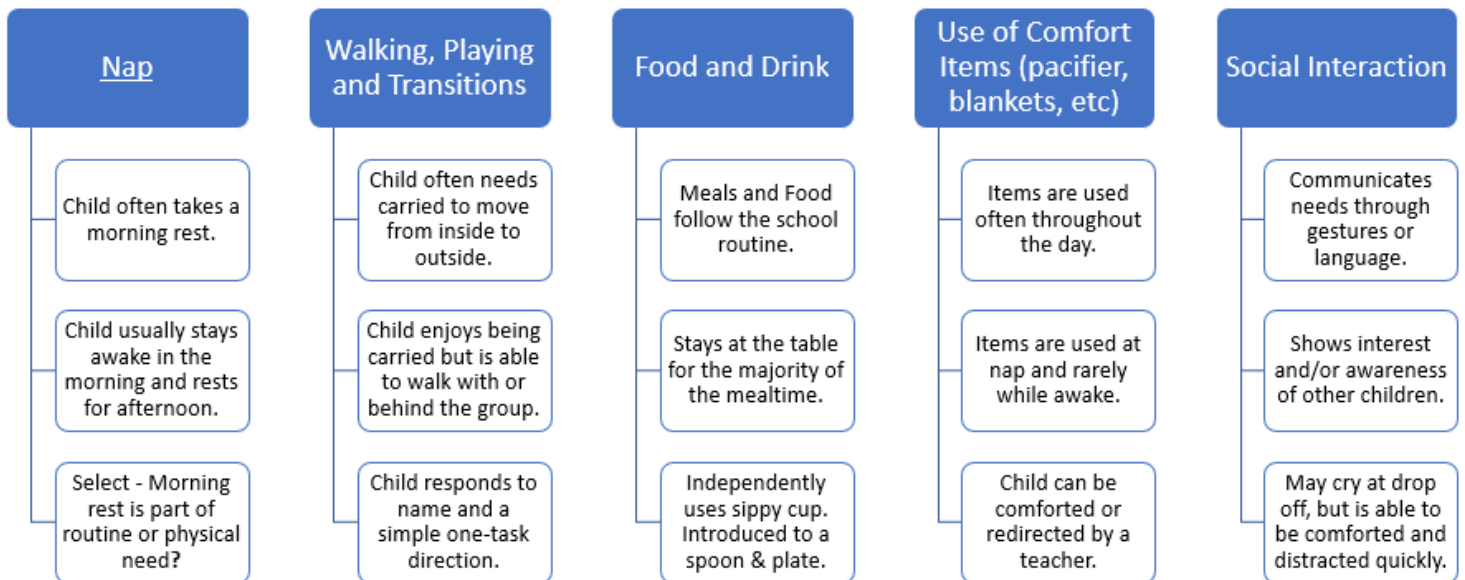 Nap
Child often takes a
morning rest.
Child usually stays
awake in the
morning and rests
for afternoon.
Select - Morning
rest is part of
routine or physical
need?
Walking, Playing
and Transitions
Child often needs
carried to move
from inside to
outside.
Child enjoys being
carried but is able
to walk with or
behind the group.
Child responds to
name and a
simple one-task
direction.
Food and Drink
Meals and Food
follow the school
routine.
Stays at the table
for the majority of
the mealtime.
Independently
uses sippy cup.
Introduced to a
spoon & plate.
Use of Comfort
Items (pacifier,
blankets, etc)
Items are used
often throughout
the day.
Items are used at
nap and rarely
while awake.
Child can be
comforted or
redirected by a
teacher.
Social Interaction
Communicates
needs through
gestures or
language.
Shows interest
and/or awareness
of other children.
May cry at drop
off, but is able to
be comforted and
distracted quickly.